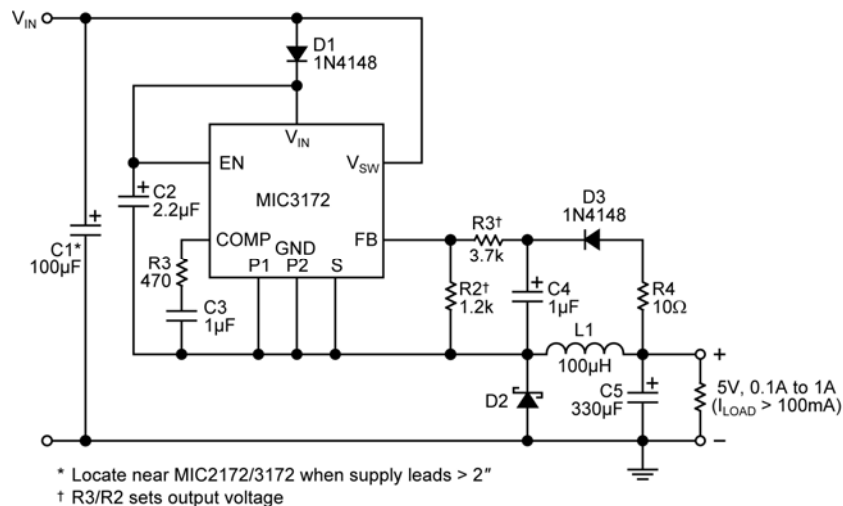 VIN
D1
1N4148
VIN
EN
VSW
C2
2.2µF
MIC3172
D3
1N4148
R3†
3.7k
C1*
100µF
COMP
GND
FB
R3
470
P1
P2
S
R2†
1.2k
C4
1µF
R4
10Ω
C3
1µF
L1
100µH
D2
C5
330µF
+
5V, 0.1A to 1A
(ILOAD > 100mA)
–
* Locate near MIC2172/3172 when supply leads > 2″
† R3/R2 sets output voltage